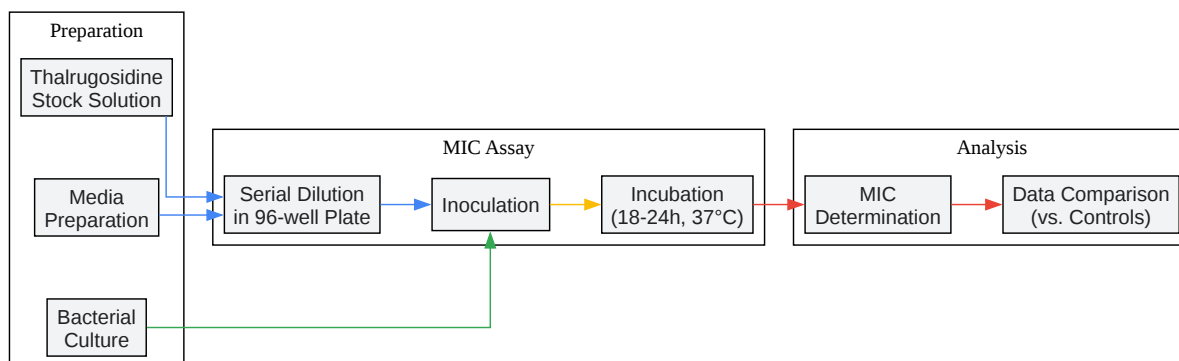 Preparation
Thalrugosidine
Stock Solution
Media
Preparation
Bacterial
Culture
MIC Assay
Serial Dilution
in 96-well Plate
Inoculation
Incubation
(18-24h, 37°C)
Analysis
MIC
Determination
Data Comparison
(vs. Controls)